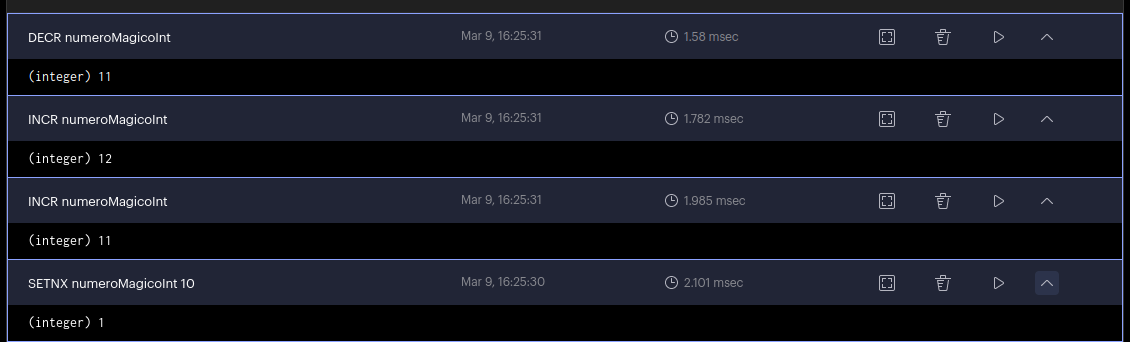 DECR numeroMagicoInt Mar 9, 16:25:31 1.58 msec
(integer) 11
INCR numeroMagicoInt Mar 9, 16:25:31 1.782 msec
(integer) 12
INCR numeroMagicoInt Mar 9, 16:25:31 1.985 msec
(integer) 11
SETNX numeroMagicoInt 10 Mar 9, 16:25:30 2.101 msec
(integer) 1